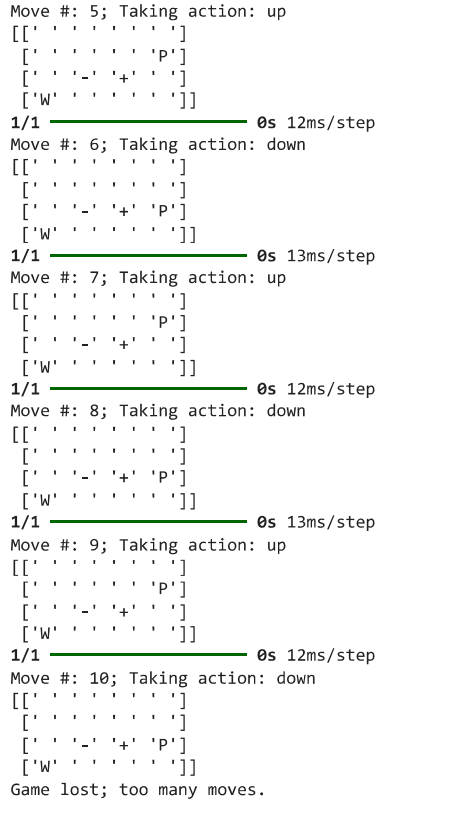 Move #: 5; Taking action: up
[[' ' ' ' ' ' ' ']
[' ' ' ' ' ' 'P']
[' ' '-' '+' ' ']
['W' ' ' ' ' ' ']]
1/1 ━━━━━━━━━━━━━━━━━━━━ 0s 12ms/step
Move #: 6; Taking action: down
[[' ' ' ' ' ' ' ']
[' ' ' ' ' ' ' ']
[' ' '-' '+' 'P']
['W' ' ' ' ' ' ']]
1/1 ━━━━━━━━━━━━━━━━━━━━ 0s 13ms/step
Move #: 7; Taking action: up
[[' ' ' ' ' ' ' ']
[' ' ' ' ' ' 'P']
[' ' '-' '+' ' ']
['W' ' ' ' ' ' ']]
1/1 ━━━━━━━━━━━━━━━━━━━━ 0s 12ms/step
Move #: 8; Taking action: down
[[' ' ' ' ' ' ' ']
[' ' ' ' ' ' ' ']
[' ' '-' '+' 'P']
['W' ' ' ' ' ' ']]
1/1 ━━━━━━━━━━━━━━━━━━━━ 0s 13ms/step
Move #: 9; Taking action: up
[[' ' ' ' ' ' ' ']
[' ' ' ' ' ' 'P']
[' ' '-' '+' ' ']
['W' ' ' ' ' ' ']]
1/1 ━━━━━━━━━━━━━━━━━━━━ 0s 12ms/step
Move #: 10; Taking action: down
[[' ' ' ' ' ' ' ']
[' ' ' ' ' ' ' ']
[' ' '-' '+' 'P']
['W' ' ' ' ' ' ']]
Game lost; too many moves.